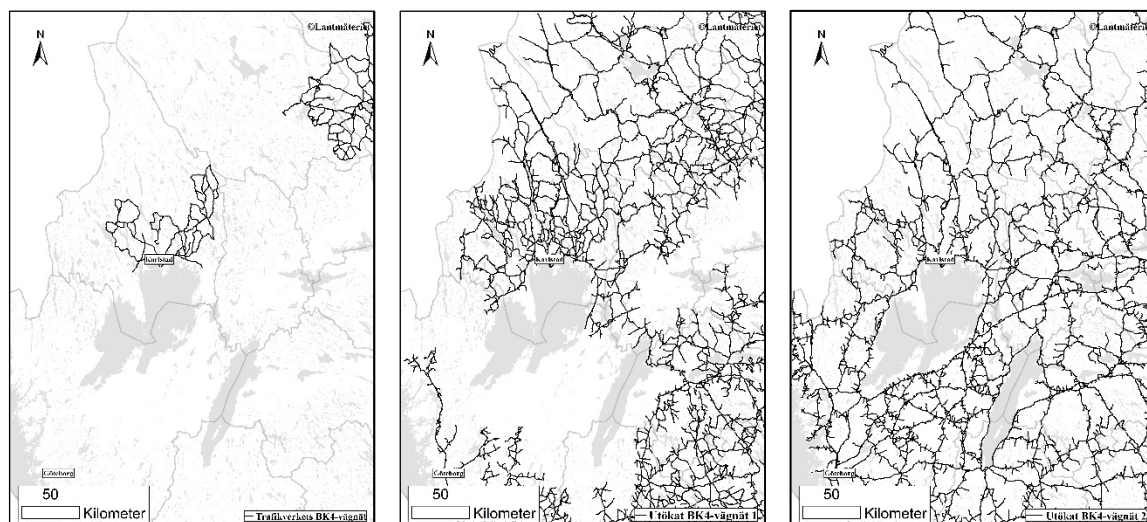 ©Lantmäteriet
N
Karlstad
Göteborg
50
Kilometer
Trafikverkets BK4-vägnät
©Lantmäteriet
N
Karlstad
Göteborg
50
Kilometer
Utökat BK4-vägnät 1
©Lantmäteriet
N
Karlstad
Göteborg
50
Kilometer
Utökat BK4-vägnät 2